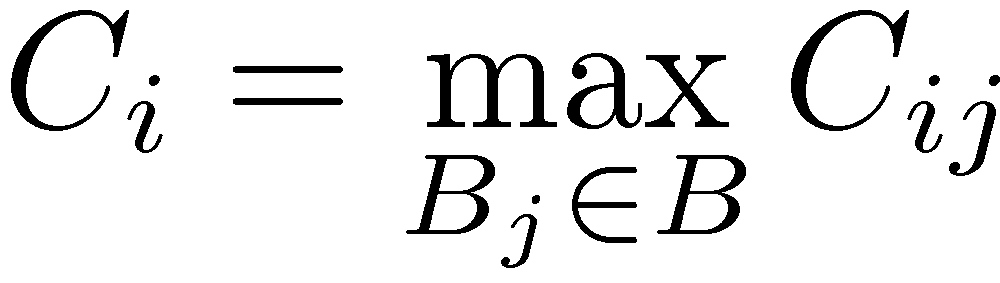 C_i = \max_{B_j \in B} C_{ij}